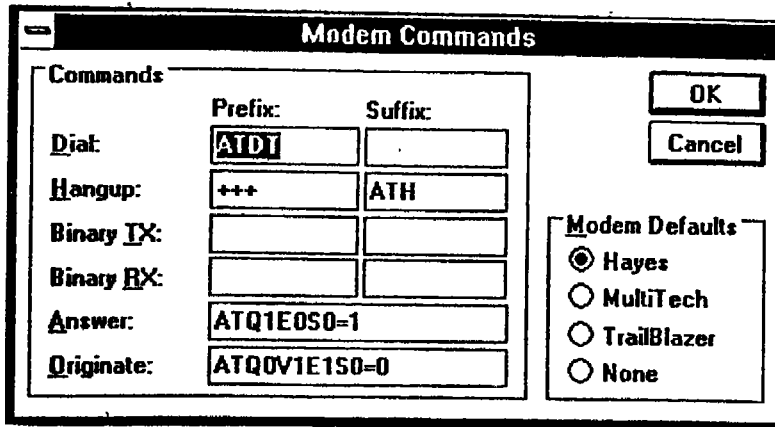 Modem Commands
Commands
Prefix: Suffix:
Dial: ATDT
Hangup: +++ ATH
Binary TX:
Binary RX:
Answer: ATQ1E0S0=1
Originate: ATQ0V1E1S0=0
OK
Cancel
Modem Defaults
Hayes
MultiTech
TrailBlazer
None